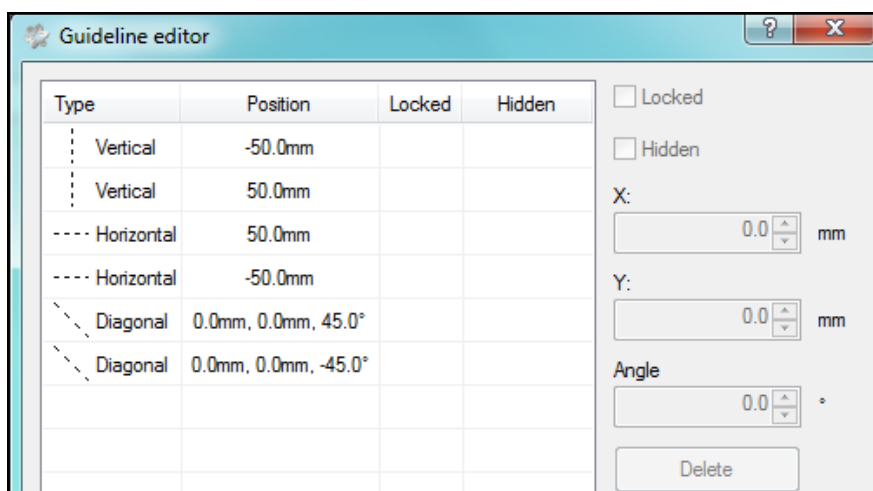 Guideline editor
Type Position Locked Hidden
Vertical -50.0mm
Vertical 50.0mm
Horizontal 50.0mm
Horizontal -50.0mm
Diagonal 0.0mm, 0.0mm, 45.0°
Diagonal 0.0mm, 0.0mm, -45.0°
Locked
Hidden
X:
0.0 mm
Y:
0.0 mm
Angle
0.0 °
Delete